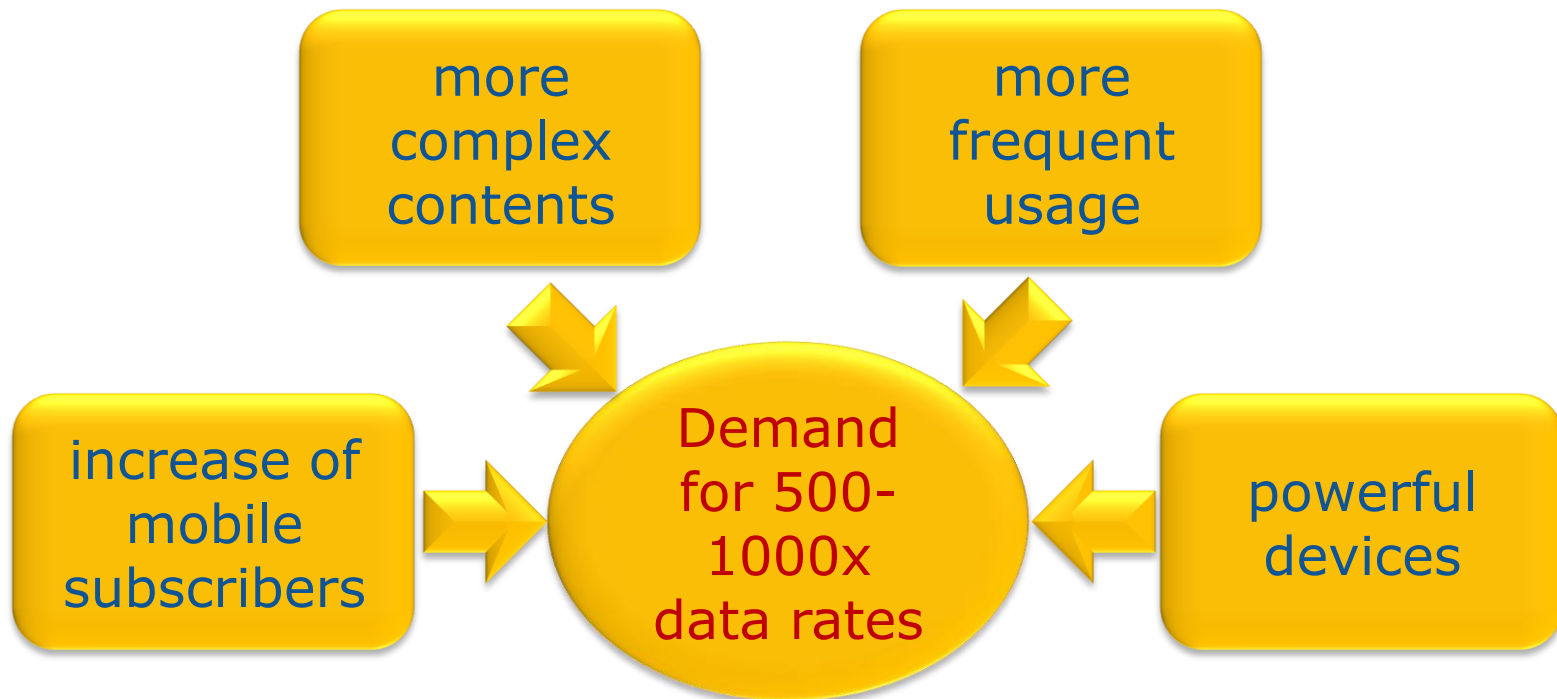 more
complex
contents
more
frequent
usage
increase of
mobile
subscribers
Demand
for 500-
1000x
data rates
powerful
devices